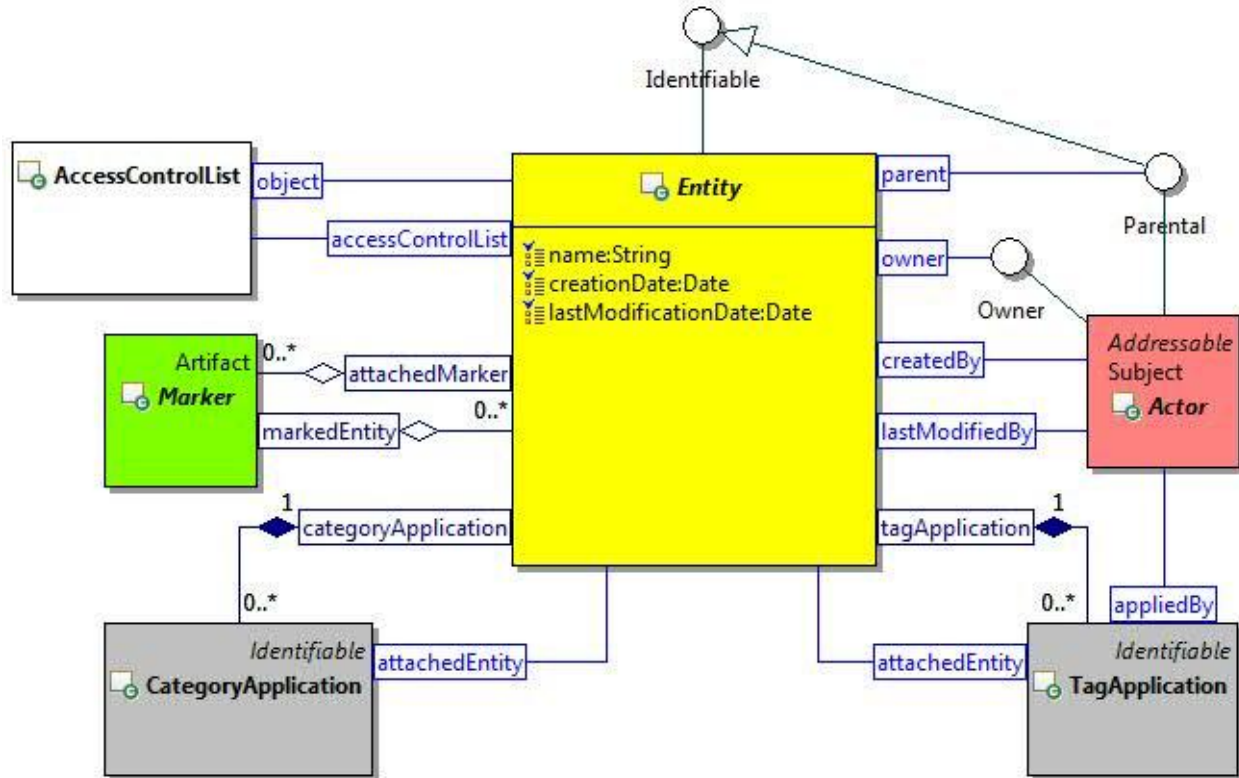 Identifiable
AccessControlList
object
Entity
parent
Parental
accessControlList
name:String
creationDate:Date
lastModificationDate:Date
owner
Owner
Artifact
Marker
0..*
attachedMarker
createdBy
Addressable
Subject
Actor
markedEntity
0..*
lastModifiedBy
1
categoryApplication
tagApplication
1
0..*
0..*
appliedBy
Identifiable
CategoryApplication
attachedEntity
attachedEntity
Identifiable
TagApplication